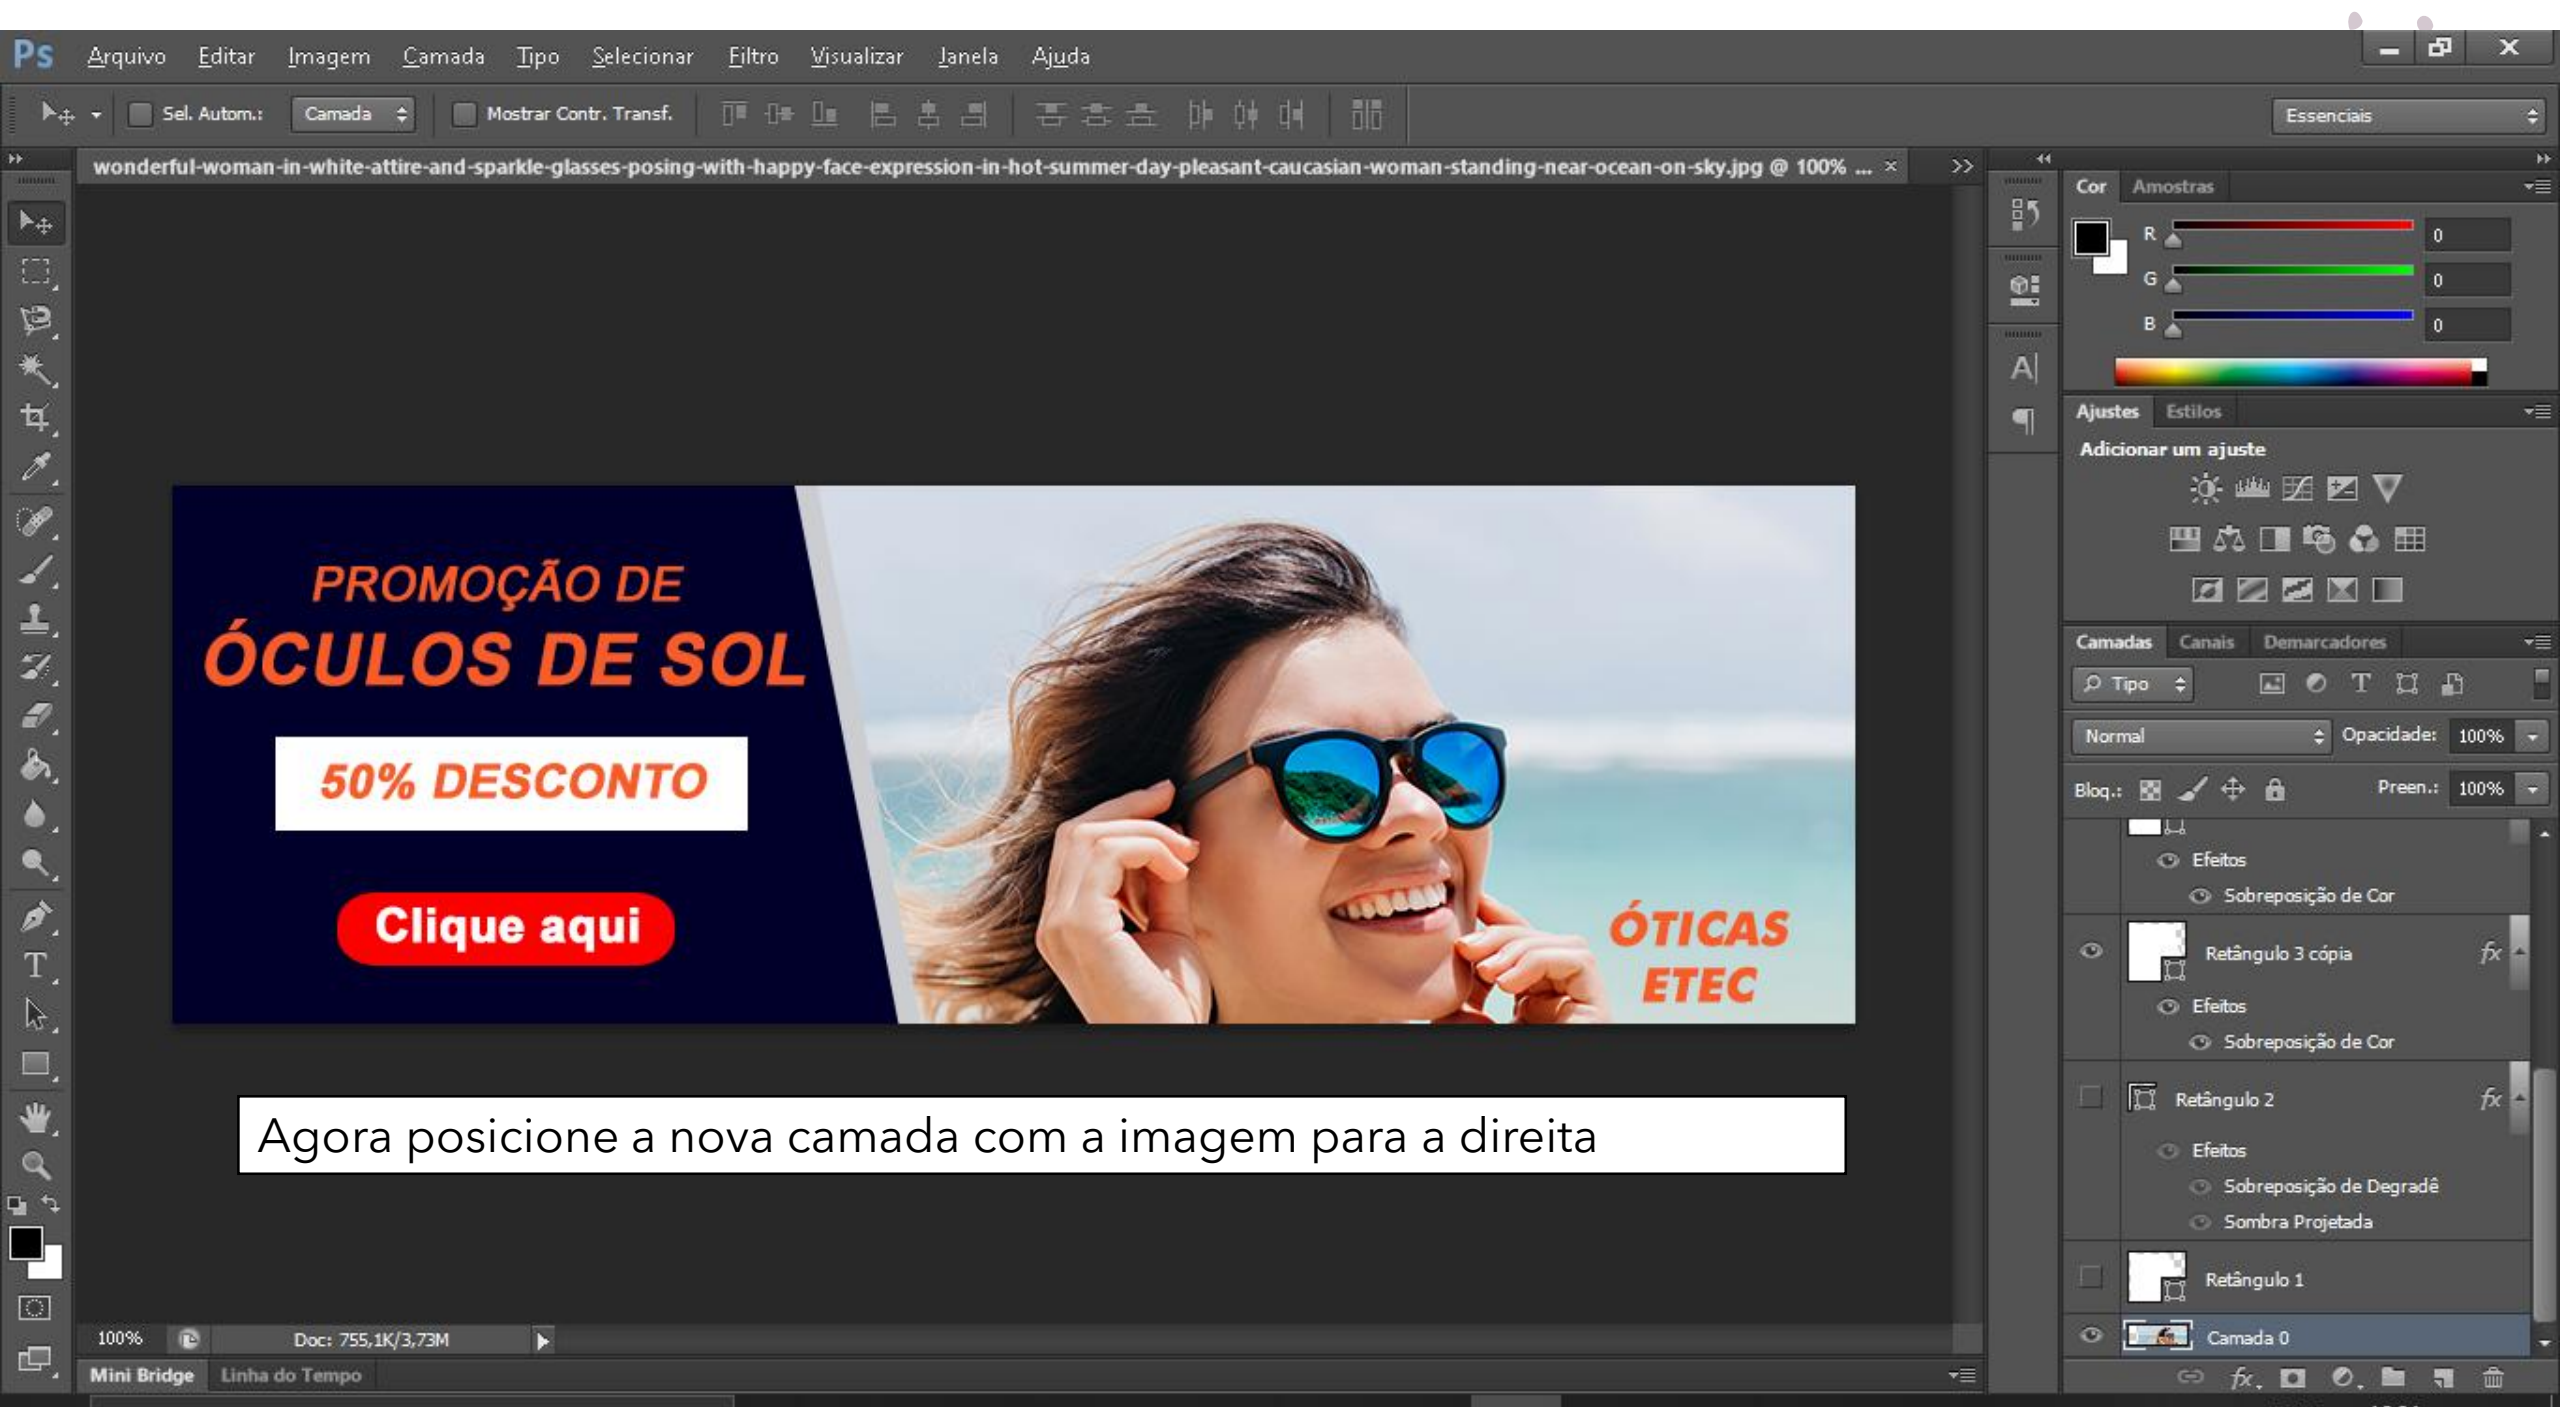 Ps Arquivo Editar Imagem Camada Tipo Selecionar Filtro Visualizar Janela Ajuda
Sel. Autom.: Camada Mostrar Contr. Transf. Essenciais
wonderful-woman-in-white-attire-and-sparkle-glasses-posing-with-happy-face-expression-in-hot-summer-day-pleasant-caucasian-woman-standing-near-ocean-on-sky.jpg @ 100% ... ×
Cor Amostras
R 0
G 0
B 0
Ajustes Estilos
Adicionar um ajuste
PROMOÇÃO DE
ÓCULOS DE SOL
50% DESCONTO
Clique aqui
ÓTICAS
ETEC
Agora posicione a nova camada com a imagem para a direita
Camadas Canais Demarcadores
Tipo
Normal Opacidade: 100%
Bloq.: Preen.: 100%
Efeitos
Sobreposição de Cor
Retângulo 3 cópia fx
Efeitos
Sobreposição de Cor
Retângulo 2 fx
Efeitos
Sobreposição de Degradê
Sombra Projetada
Retângulo 1
Camada 0
fx
100% Doc: 755,1K/3,73M
Mini Bridge Linha do Tempo